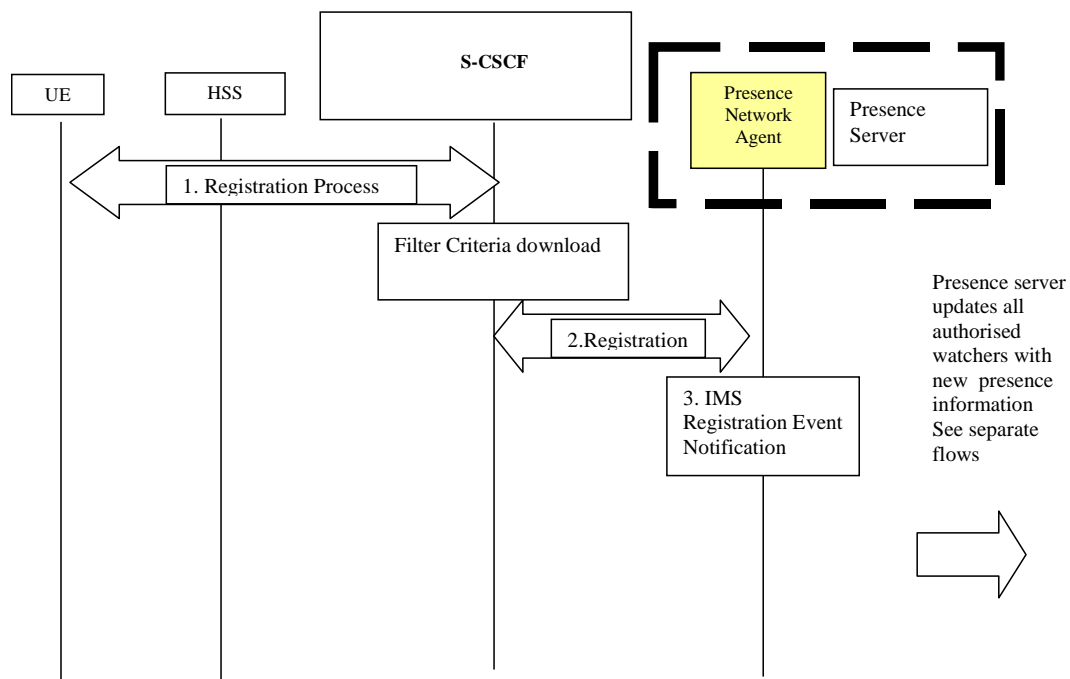 S-CSCF
UE
HSS
Presence
Network
Agent
Presence
Server
1. Registration Process
Filter Criteria download
2.Registration
3. IMS
Registration Event
Notification
Presence server
updates all
authorised
watchers with
new presence
information
See separate
flows